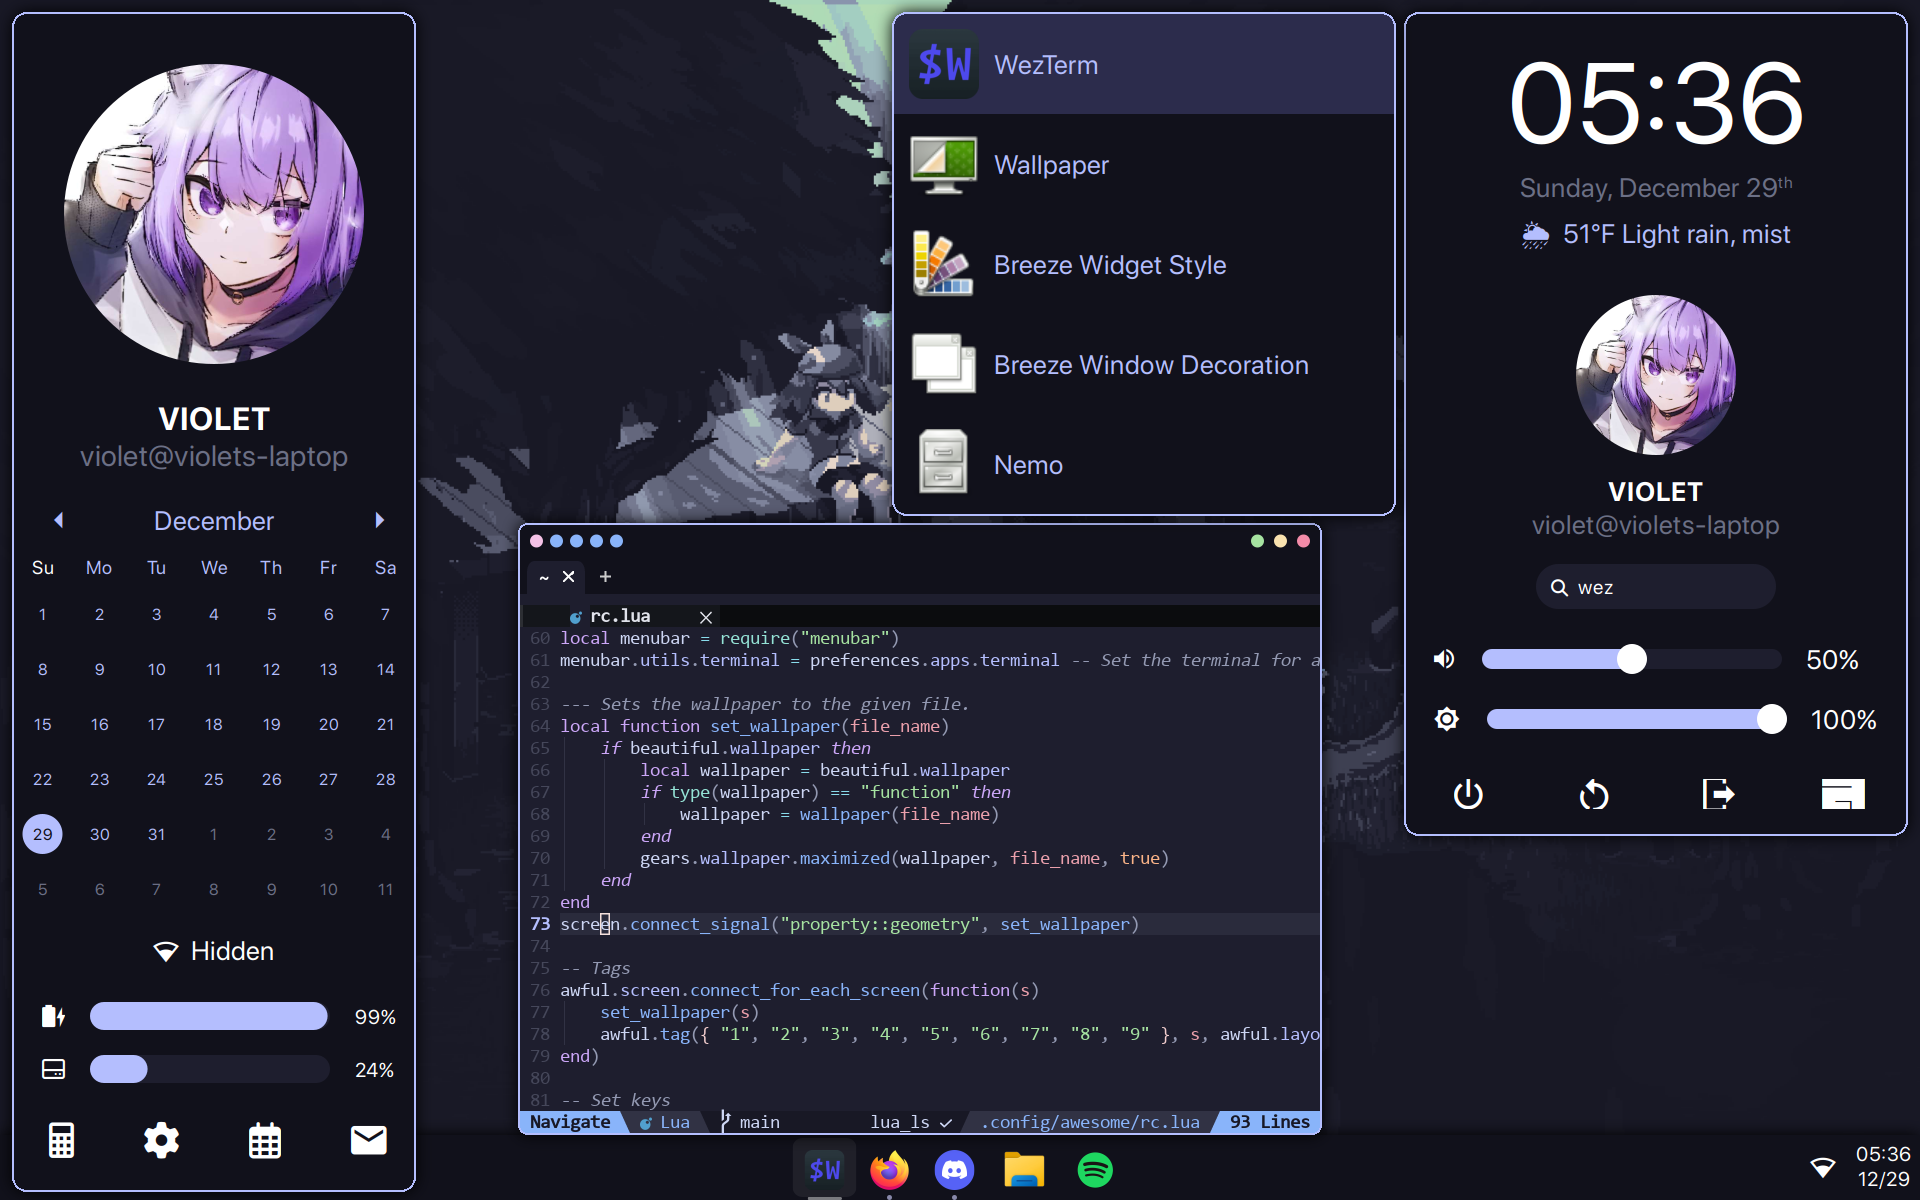 VIOLET
violet@violets-laptop
December
Su Mo Tu We Th Fr Sa
1 2 3 4 5 6 7
8 9 10 11 12 13 14
15 16 17 18 19 20 21
22 23 24 25 26 27 28
29 30 31 1 2 3 4
5 6 7 8 9 10 11
Hidden
99%
24%
$W WezTerm
Wallpaper
Breeze Widget Style
Breeze Window Decoration
Nemo
~ × +
rc.lua ×
60 local menubar = require("menubar")
61 menubar.utils.terminal = preferences.apps.terminal -- Set the terminal for a
62
63 --- Sets the wallpaper to the given file.
64 local function set_wallpaper(file_name)
65 if beautiful.wallpaper then
66 local wallpaper = beautiful.wallpaper
67 if type(wallpaper) == "function" then
68 wallpaper = wallpaper(file_name)
69 end
70 gears.wallpaper.maximized(wallpaper, file_name, true)
71 end
72 end
73 screen.connect_signal("property::geometry", set_wallpaper)
74
75 -- Tags
76 awful.screen.connect_for_each_screen(function(s)
77 set_wallpaper(s)
78 awful.tag({ "1", "2", "3", "4", "5", "6", "7", "8", "9" }, s, awful.layo
79 end)
80
81 -- Set keys
Navigate Lua main lua_ls ✓ .config/awesome/rc.lua 93 Lines
05:36
Sunday, December 29th
51°F Light rain, mist
VIOLET
violet@violets-laptop
wez
50%
100%
$W
05:36
12/29